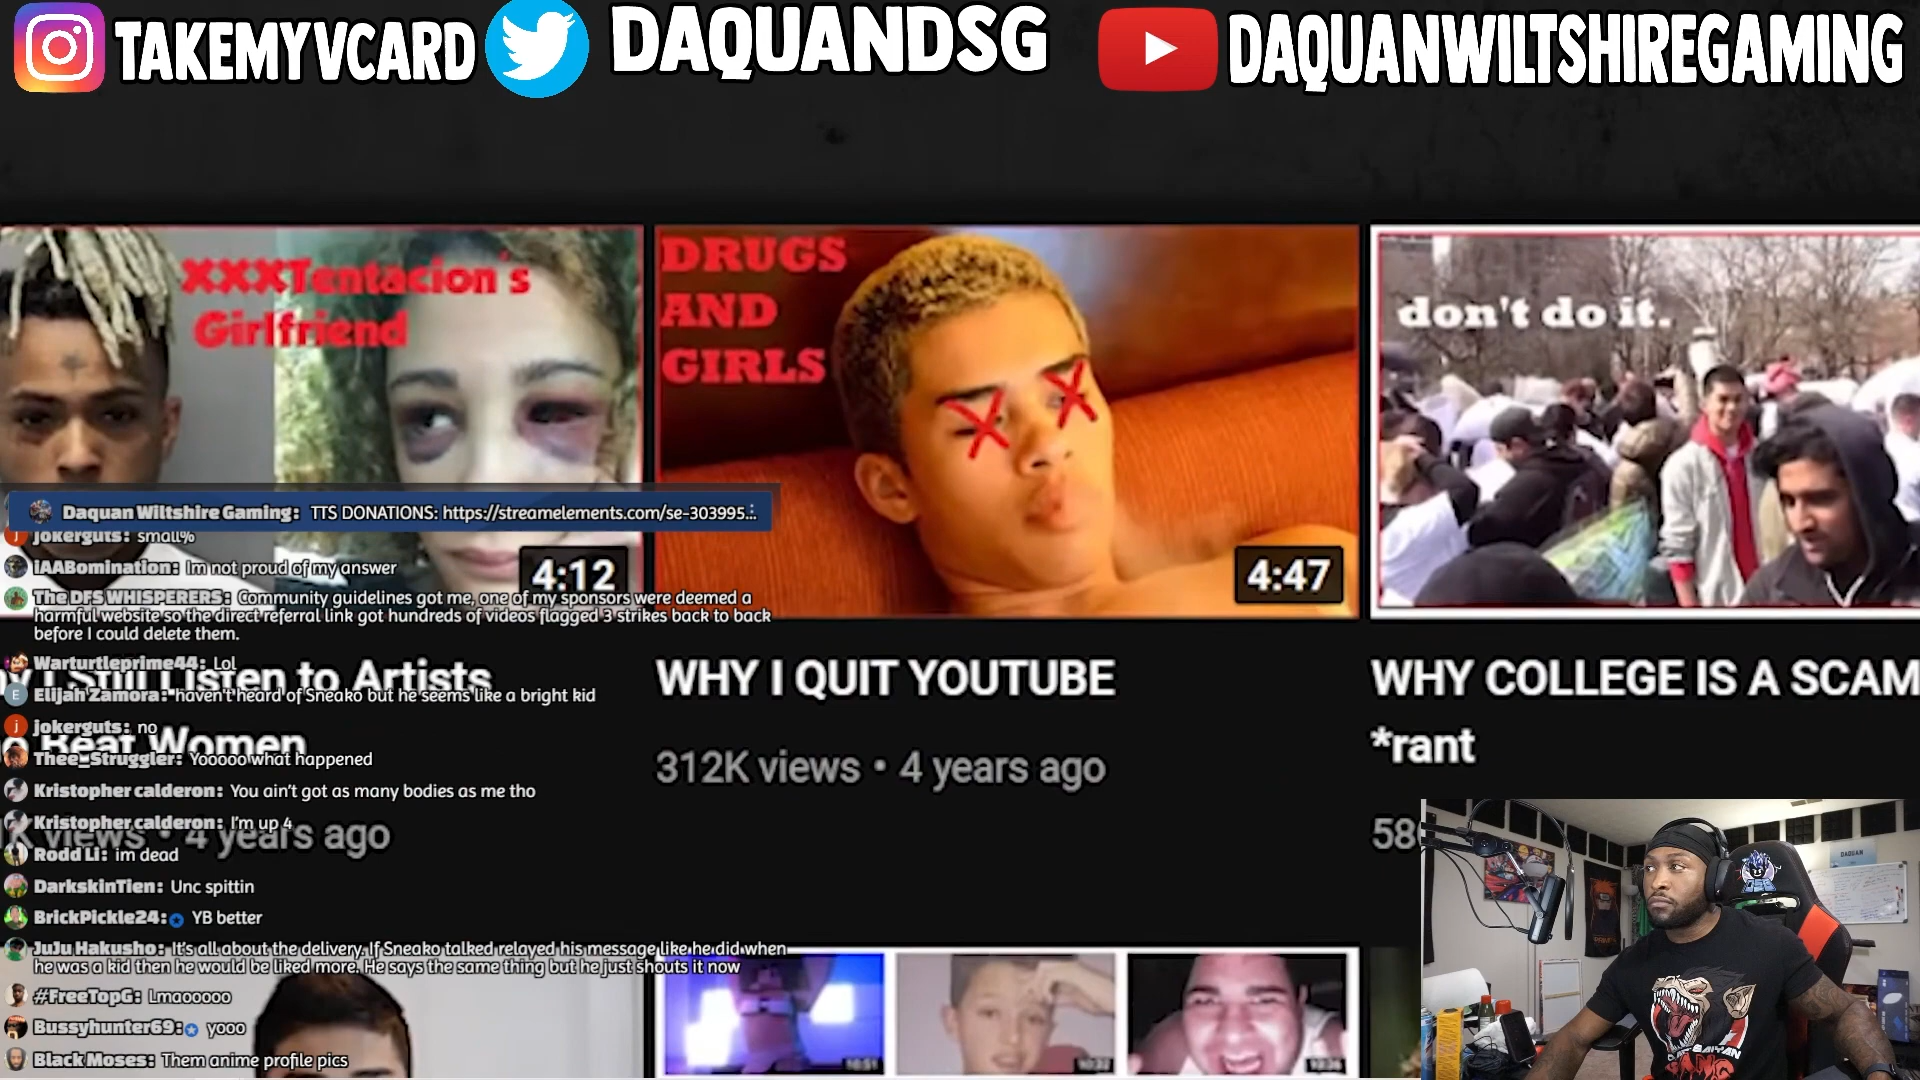 TAKEMYVCARD DAQUANDSG DAQUANWILTSHIREGAMING
XXXTentacion's
Girlfriend
4:12
DRUGS
AND
GIRLS
4:47
don't do it.
Listen to Artists
Beat Women
views • 4 years ago
WHY I QUIT YOUTUBE
312K views • 4 years ago
WHY COLLEGE IS A SCAM
*rant
58
Daquan Wiltshire Gaming: TTS DONATIONS: https://streamelements.com/se-303995...
jokerguts: small%
iAABomination: Im not proud of my answer
The DFS WHISPERERS: Community guidelines got me, one of my sponsors were deemed a
harmful website so the direct referral link got hundreds of videos flagged 3 strikes back to back
before I could delete them.
Warturtleprime44: Lol
Elijah Zamora: haven't heard of Sneako but he seems like a bright kid
jokerguts: no
Thee_Struggler: Yooooo what happened
Kristopher calderon: You ain't got as many bodies as me tho
Kristopher calderon: I'm up 4
Rodd Li: im dead
DarkskinTien: Unc spittin
BrickPickle24: YB better
JuJu Hakusho: It's all about the delivery. If Sneako talked relayed his message like he did when
he was a kid then he would be liked more. He says the same thing but he just shouts it now
#FreeTopG: Lmaooooo
Bussyhunter69: yooo
Black Moses: Them anime profile pics
DAQUAN
DSG